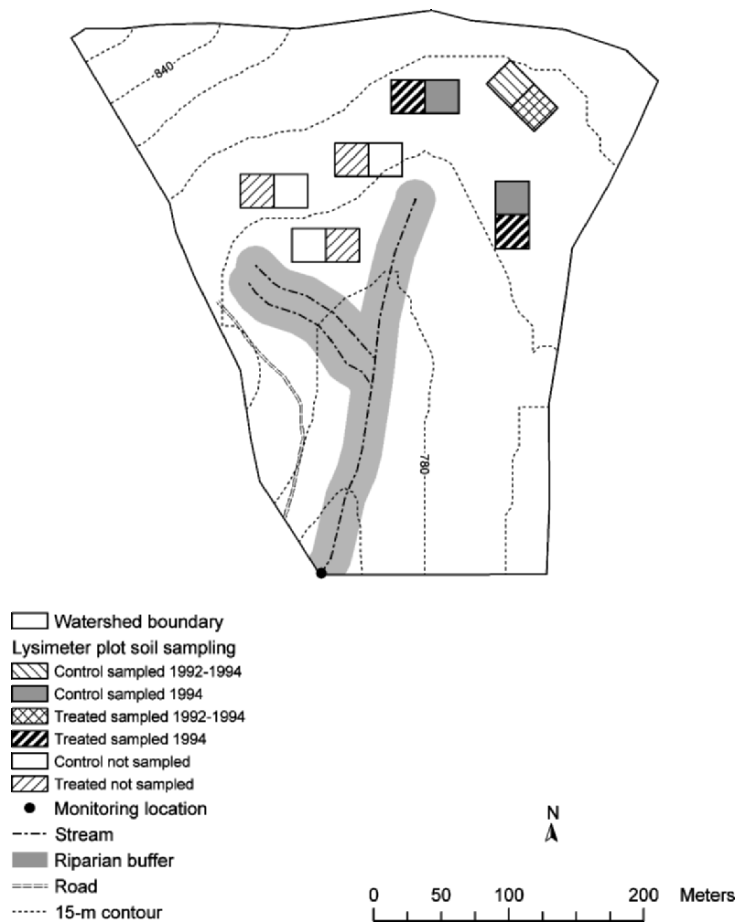 840
780
Watershed boundary
Lysimeter plot soil sampling
Control sampled 1992-1994
Control sampled 1994
Treated sampled 1992-1994
Treated sampled 1994
Control not sampled
Treated not sampled
Monitoring location
Stream
Riparian buffer
Road
15-m contour
N
0 50 100 200 Meters